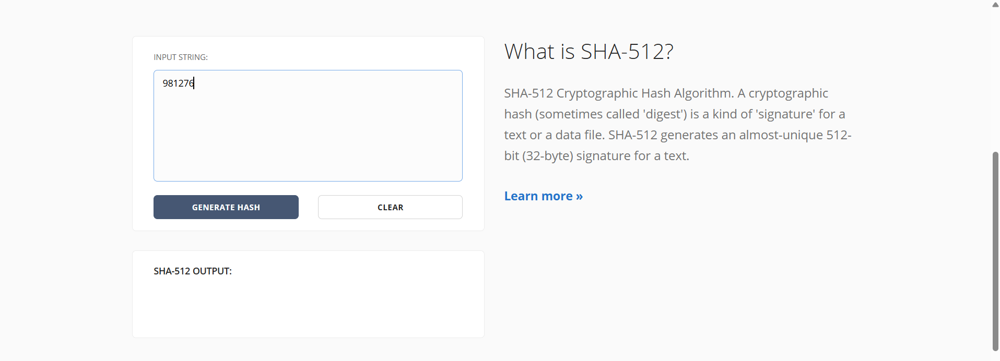 INPUT STRING:
981276
GENERATE HASH
CLEAR
SHA-512 OUTPUT:
What is SHA-512?
SHA-512 Cryptographic Hash Algorithm. A cryptographic
hash (sometimes called 'digest') is a kind of 'signature' for a
text or a data file. SHA-512 generates an almost-unique 512-
bit (32-byte) signature for a text.
Learn more »